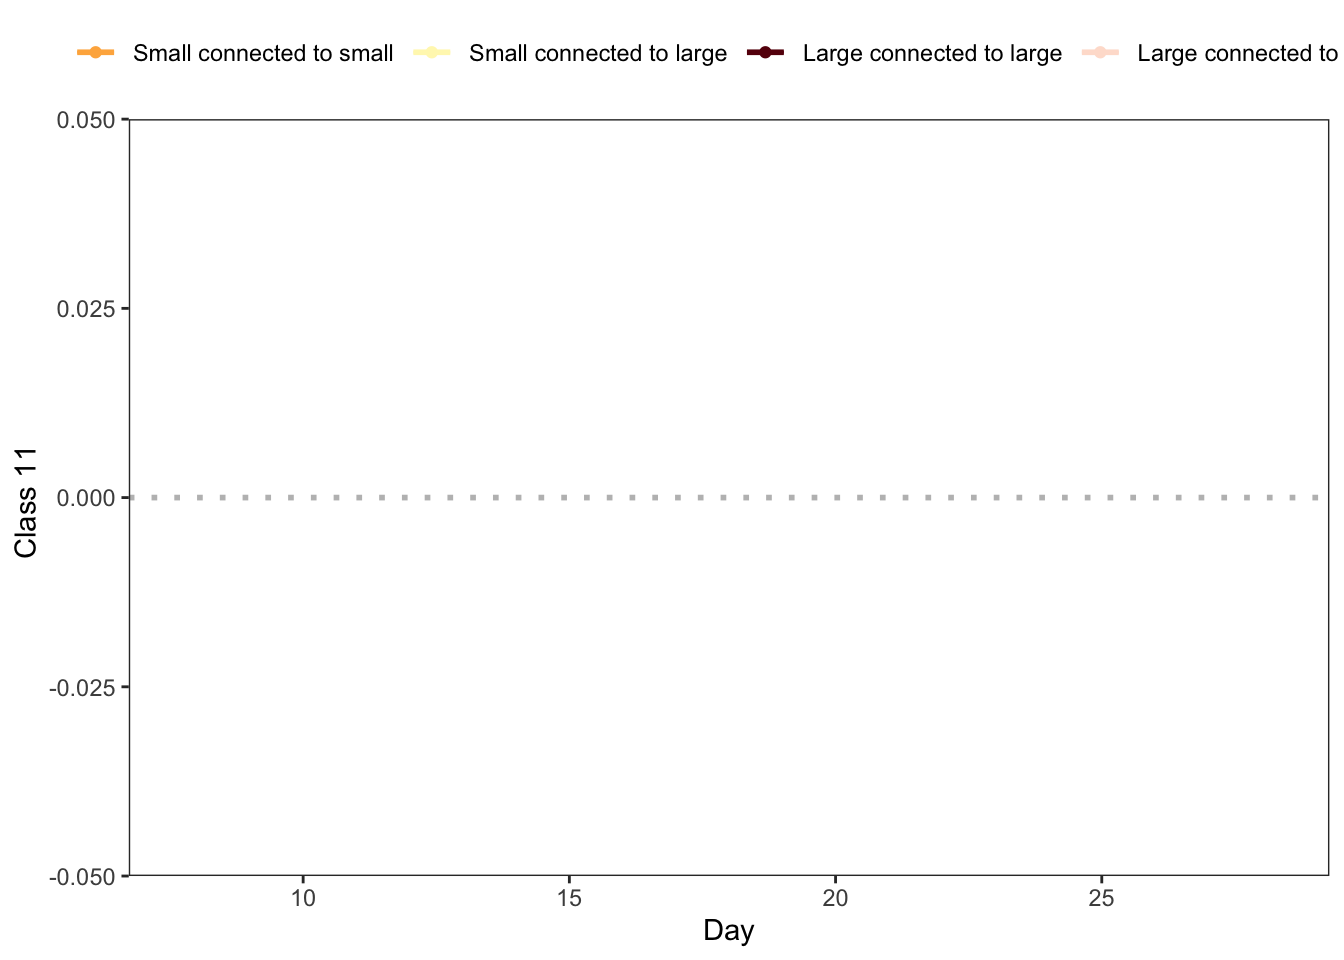 Small connected to small Small connected to large Large connected to large Large connected to
0.050
0.025
0.000
-0.025
-0.050
Class 11
10 15 20 25
Day